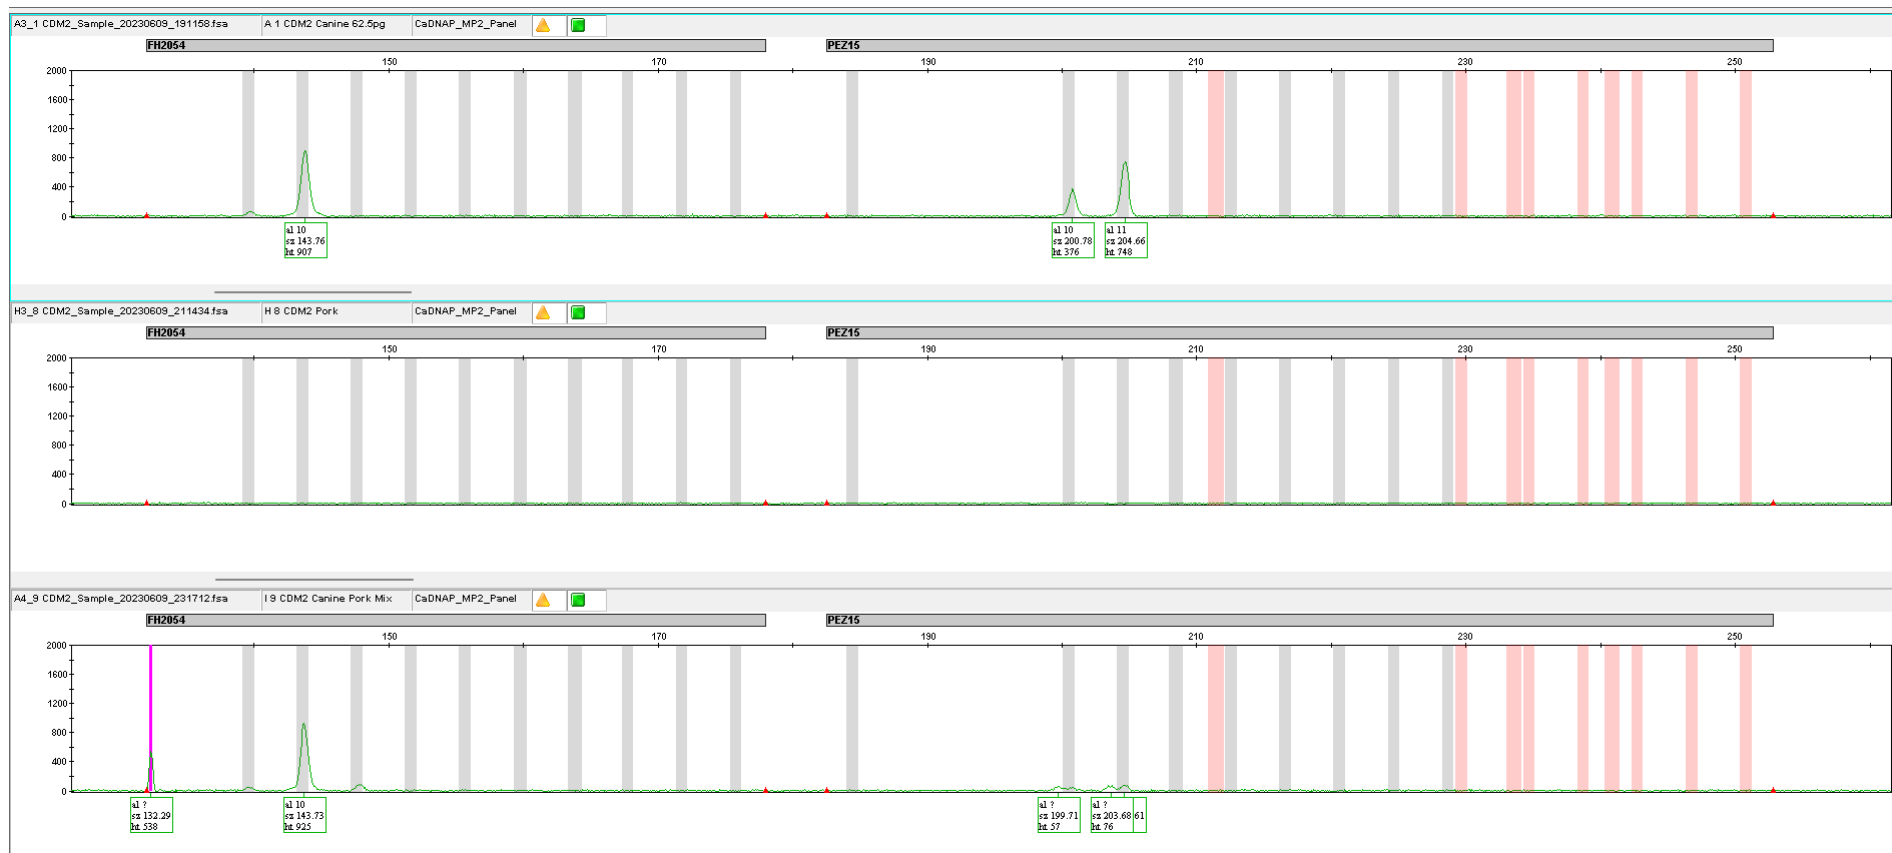 A3_1 CDM2_Sample_20230609_191158.fsa A 1 CDM2 Canine 62.5pg CaDNAP_MP2_Panel
FH2054 PEZ15
150 170 190 210 230 250
2000
1600
1200
800
400
0
al 10 al 10 al 11
sz 143.76 sz 200.78 sz 204.66
ht 907 ht 376 ht 748
H3_8 CDM2_Sample_20230609_211434.fsa H 8 CDM2 Pork CaDNAP_MP2_Panel
FH2054 PEZ15
150 170 190 210 230 250
2000
1600
1200
800
400
0
A4_9 CDM2_Sample_20230609_231712.fsa I 9 CDM2 Canine Pork Mix CaDNAP_MP2_Panel
FH2054 PEZ15
150 170 190 210 230 250
2000
1600
1200
800
400
0
al ? al 10 al ? al ?
sz 132.29 sz 143.73 sz 199.71 sz 203.68 61
ht 538 ht 925 ht 57 ht 76